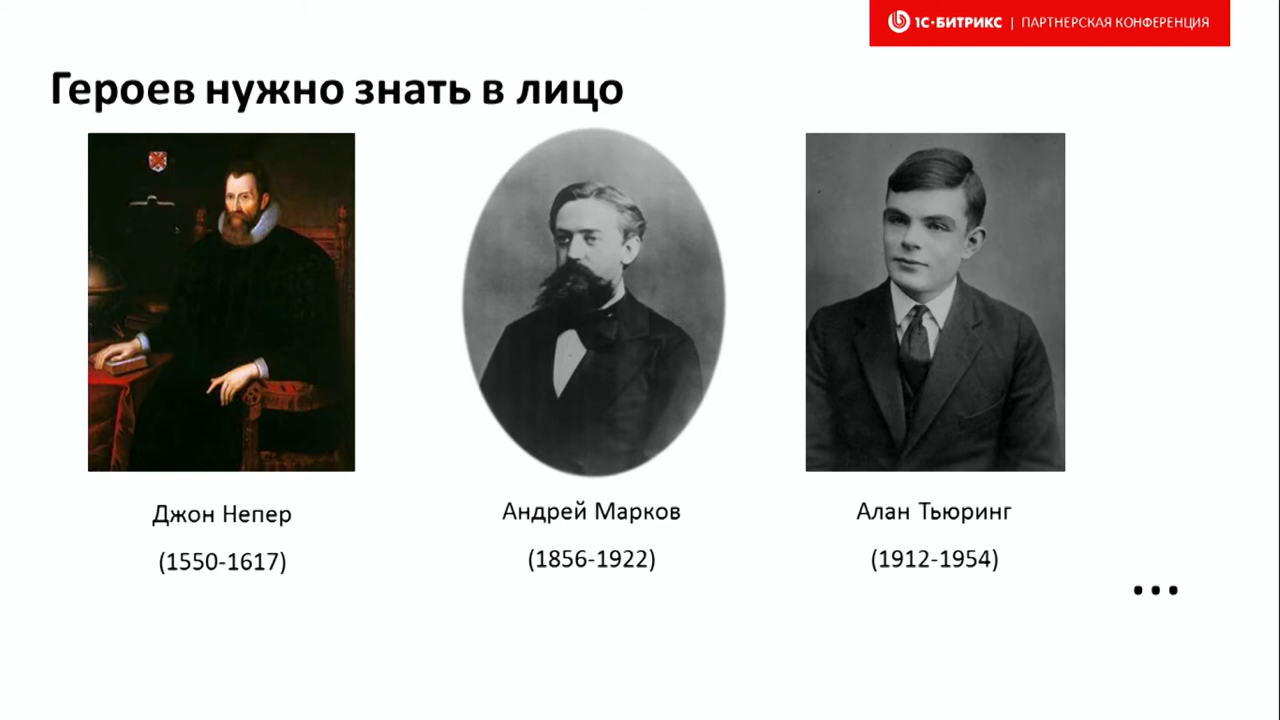 1С-БИТРИКС | ПАРТНЕРСКАЯ КОНФЕРЕНЦИЯ
Героев нужно знать в лицо
Джон Непер
(1550-1617)
Андрей Марков
(1856-1922)
Алан Тьюринг
(1912-1954)
...